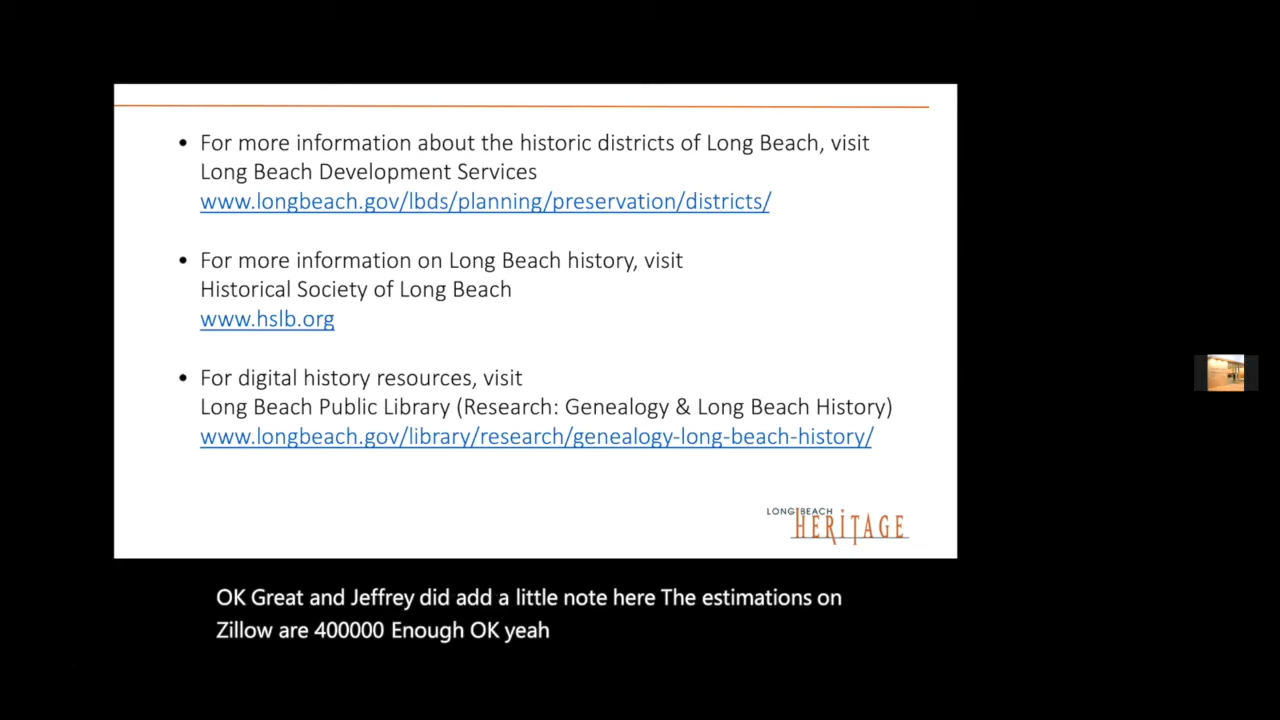 • For more information about the historic districts of Long Beach, visit
Long Beach Development Services
www.longbeach.gov/lbds/planning/preservation/districts/
• For more information on Long Beach history, visit
Historical Society of Long Beach
www.hslb.org
• For digital history resources, visit
Long Beach Public Library (Research: Genealogy & Long Beach History)
www.longbeach.gov/library/research/genealogy-long-beach-history/
LONG BEACH
HERITAGE
OK Great and Jeffrey did add a little note here The estimations on
Zillow are 400000 Enough OK yeah